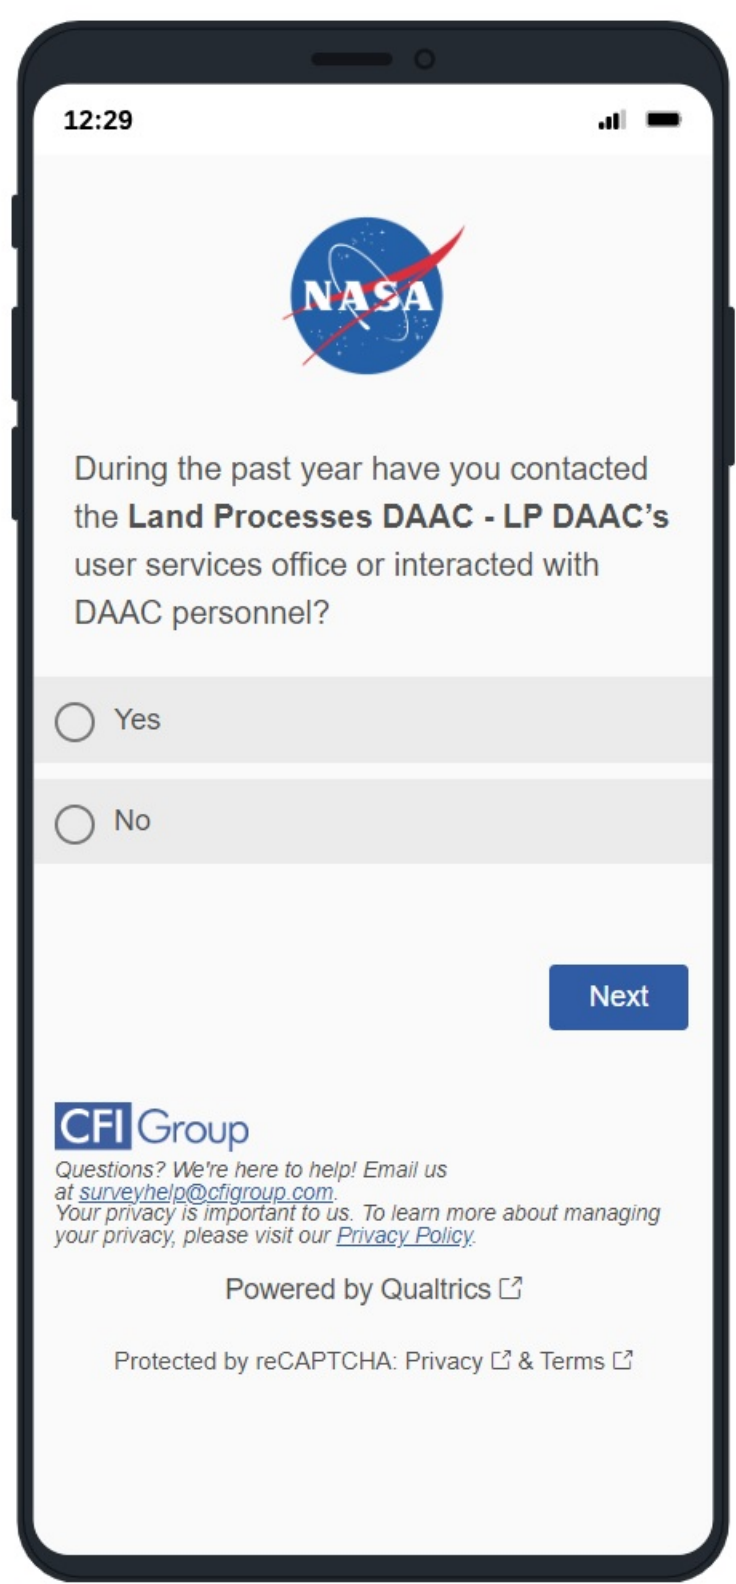 12:29
NASA
During the past year have you contacted
the Land Processes DAAC - LP DAAC’s
user services office or interacted with
DAAC personnel?
Yes
No
Next
CFI Group
Questions? We're here to help! Email us
at surveyhelp@cfigroup.com.
Your privacy is important to us. To learn more about managing
your privacy, please visit our Privacy Policy.
Powered by Qualtrics
Protected by reCAPTCHA: Privacy & Terms